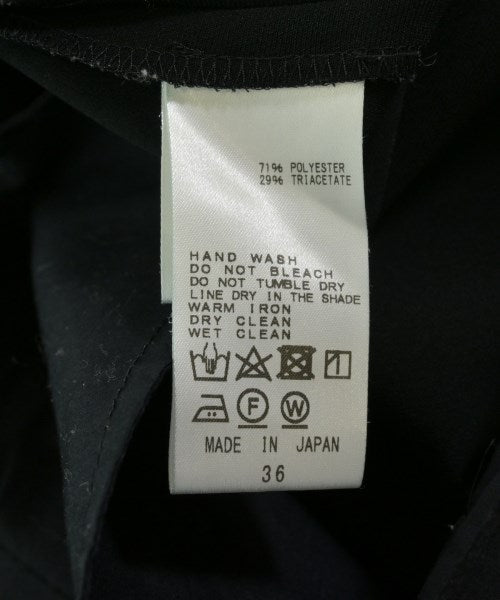 71% POLYESTER
29% TRIACETATE
HAND WASH
DO NOT BLEACH
DO NOT TUMBLE DRY
LINE DRY IN THE SHADE
WARM IRON
DRY CLEAN
WET CLEAN
F W
MADE IN JAPAN
36